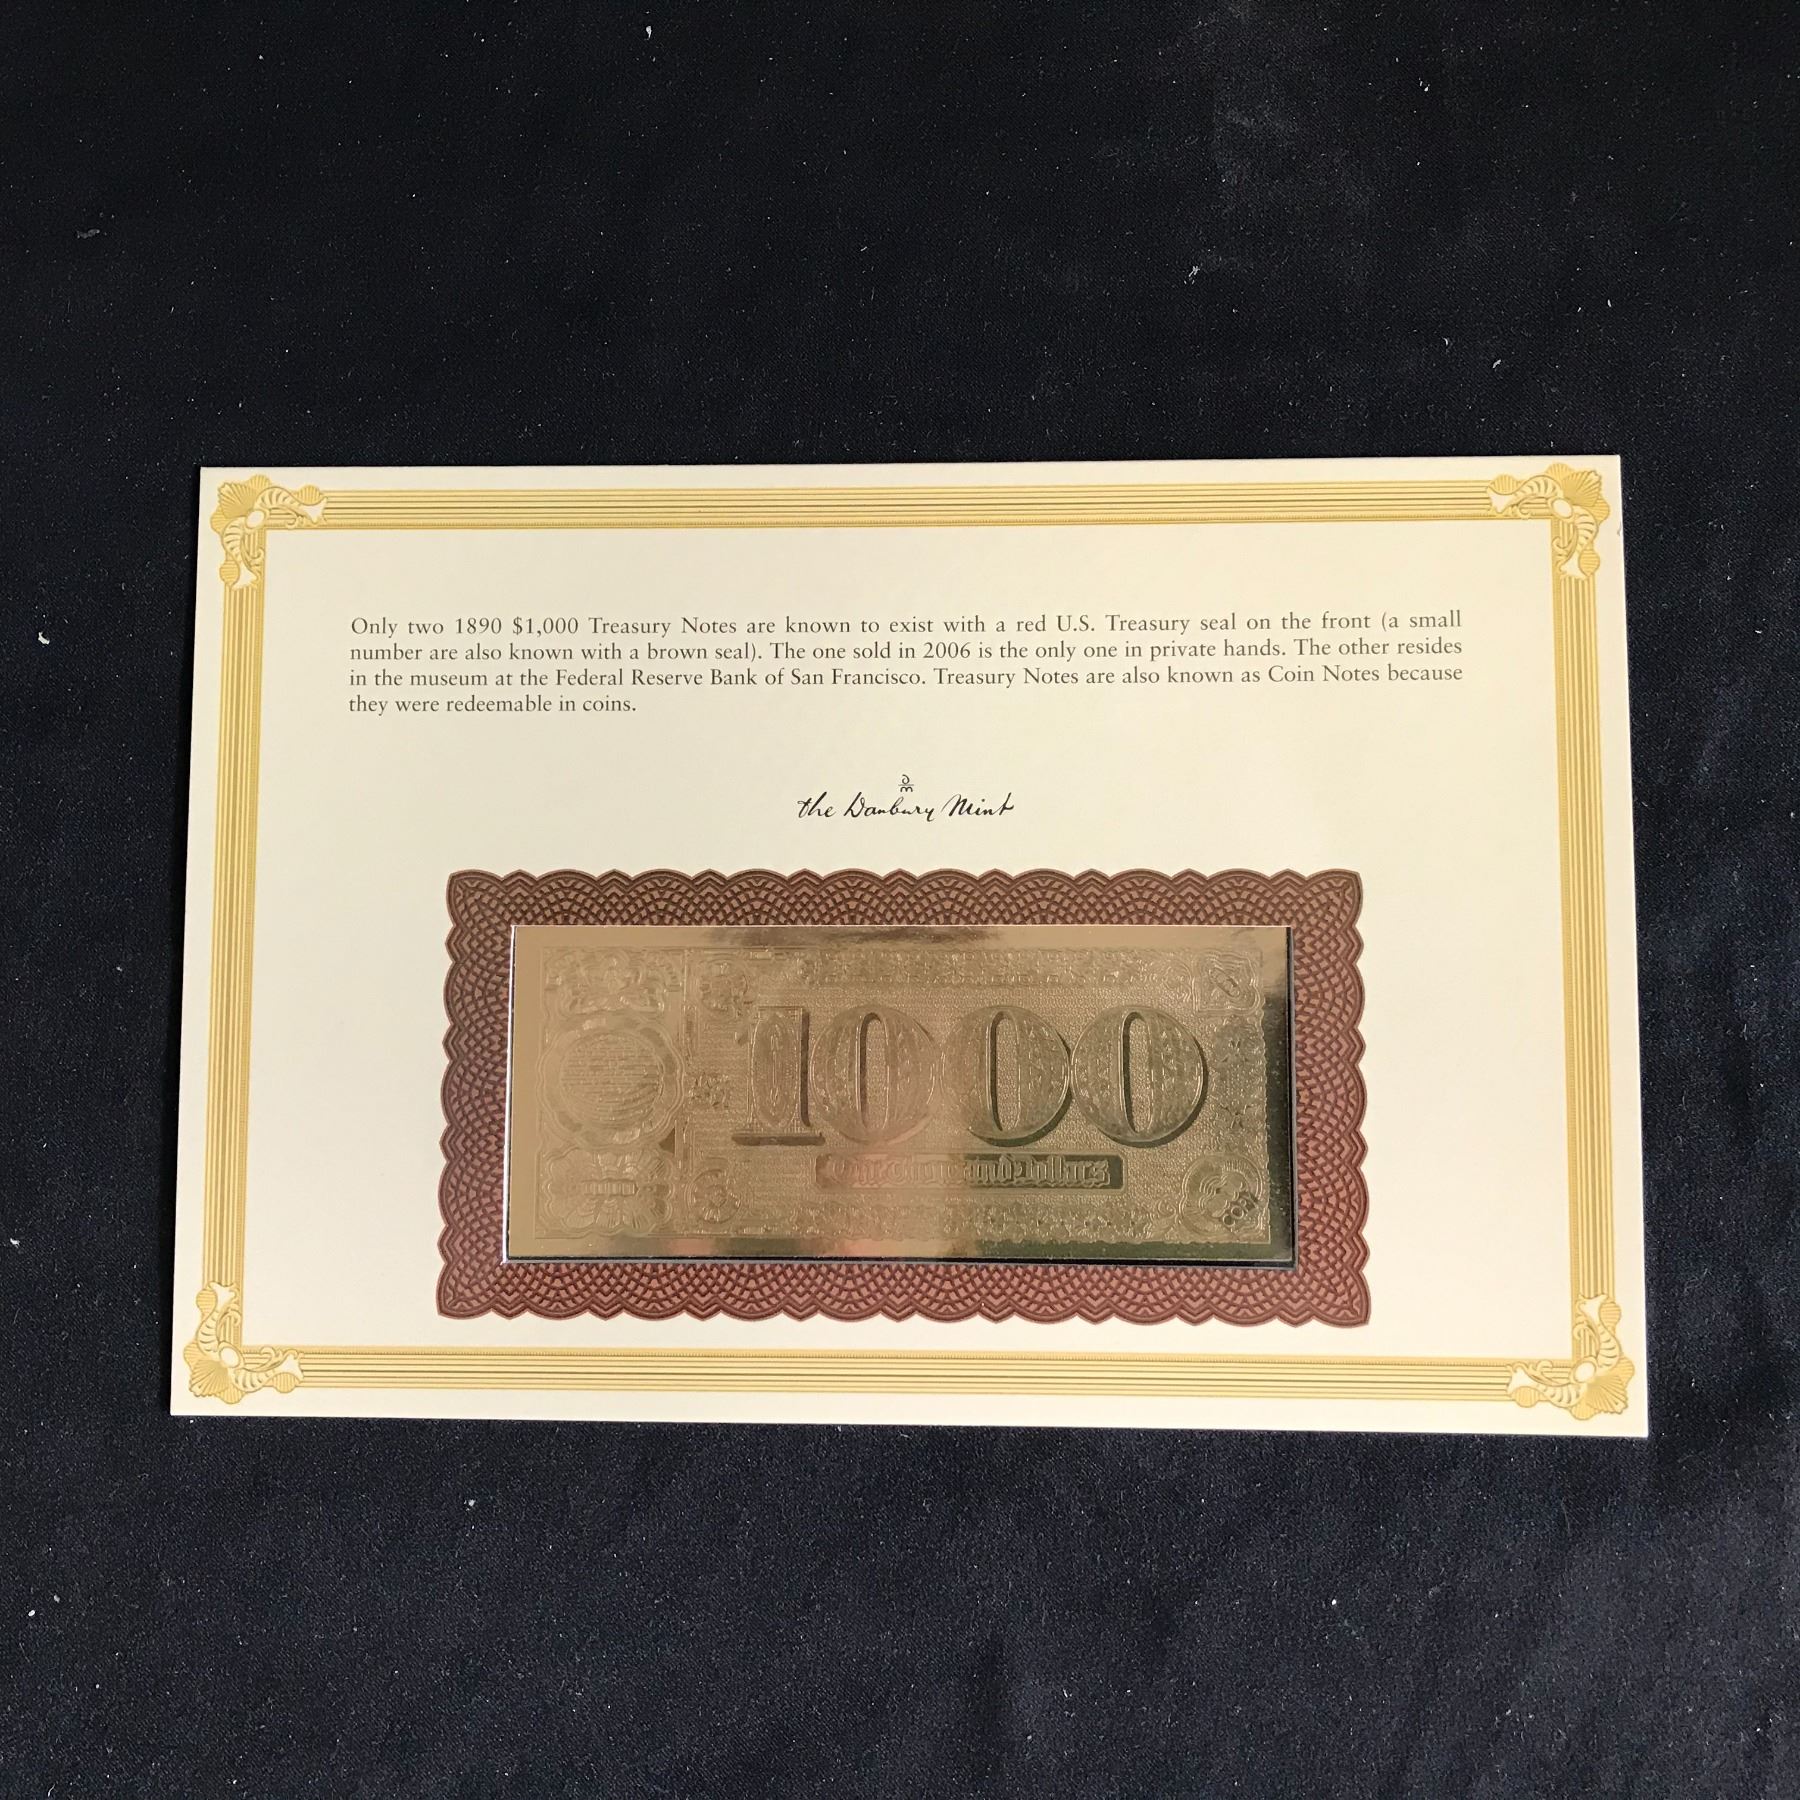 Only two 1890 $1,000 Treasury Notes are known to exist with a red U.S. Treasury seal on the front (a small
number are also known with a brown seal). The one sold in 2006 is the only one in private hands. The other resides
in the museum at the Federal Reserve Bank of San Francisco. Treasury Notes are also known as Coin Notes because
they were redeemable in coins.
the Danbury Mint
1000
One Thousand Dollars
COPY